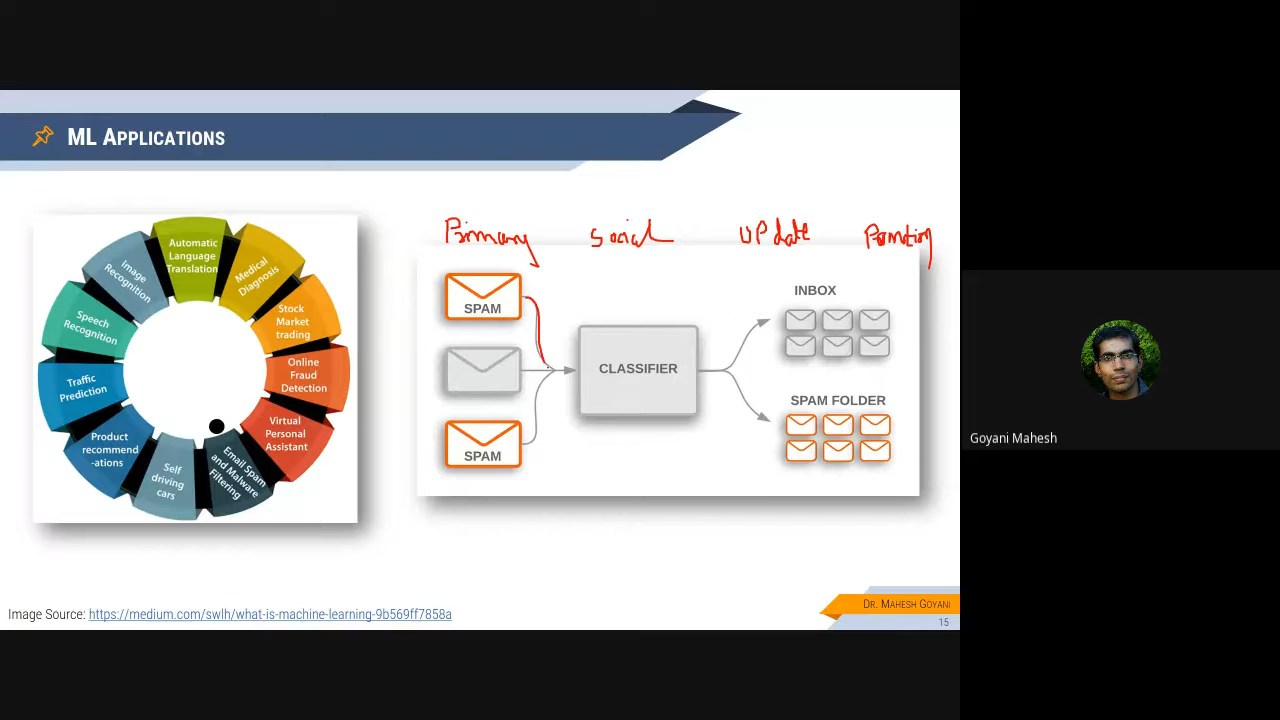 ML APPLICATIONS
Automatic
Language
Translation
Medical
Diagnosis
Stock
Market
trading
Online
Fraud
Detection
Virtual
Personal
Assistant
Email Spam
and Malware
Filtering
Self
driving
cars
Product
recommend
-ations
Traffic
Prediction
Speech
Recognition
Image
Recognition
Primary Social UPdate
SPAM
SPAM
CLASSIFIER
INBOX
SPAM FOLDER
Image Source: https://medium.com/swlh/what-is-machine-learning-9b569ff7858a
DR. MAHESH GOYANI
15
Goyani Mahesh